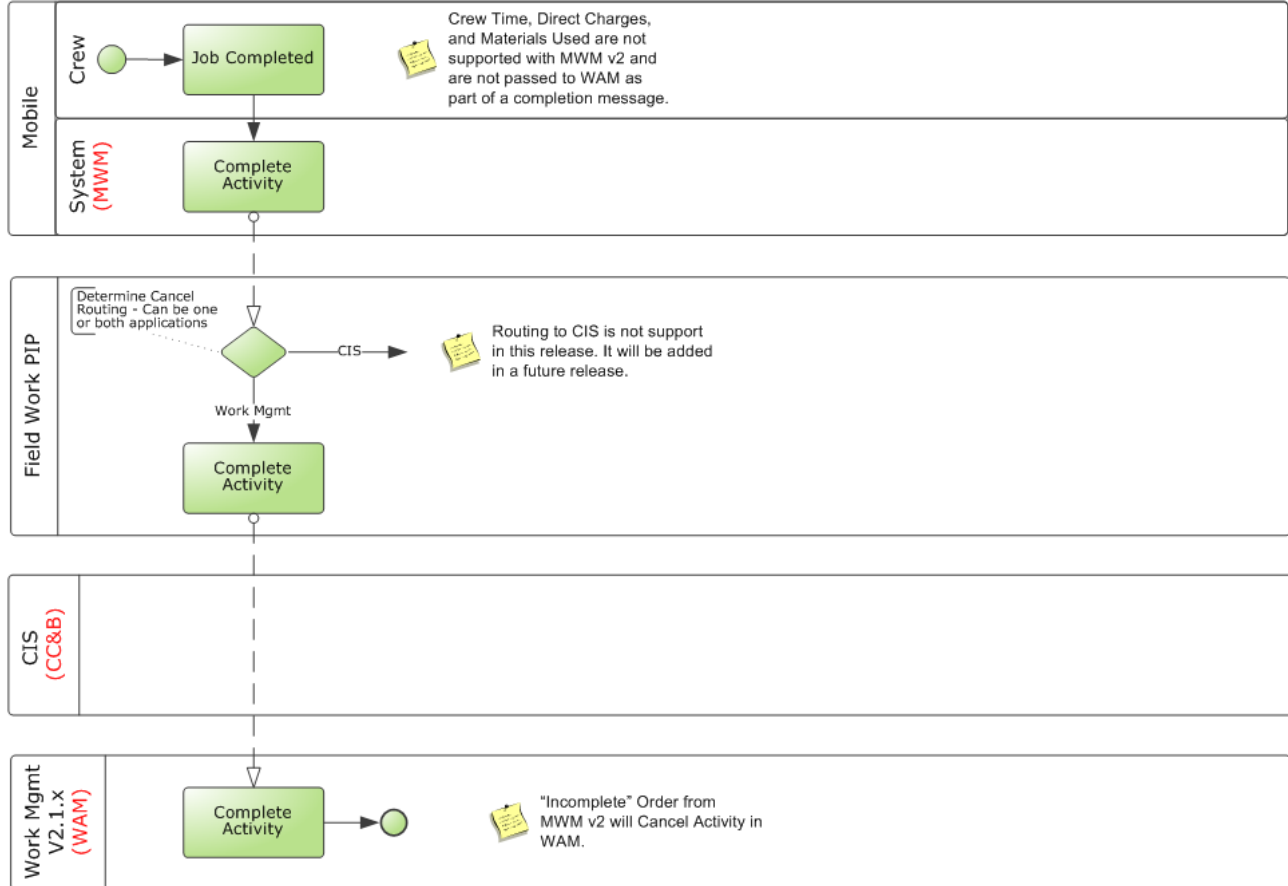 Mobile
Crew
Job Completed
Crew Time, Direct Charges,
and Materials Used are not
supported with MWM v2 and
are not passed to WAM as
part of a completion message.
System
(MWM)
Complete
Activity
Field Work PIP
Determine Cancel
Routing - Can be one
or both applications
CIS
Routing to CIS is not support
in this release. It will be added
in a future release.
Work Mgmt
Complete
Activity
CIS
(CC&B)
Work Mgmt
V2.1.x
(WAM)
Complete
Activity
“Incomplete” Order from
MWM v2 will Cancel Activity in
WAM.